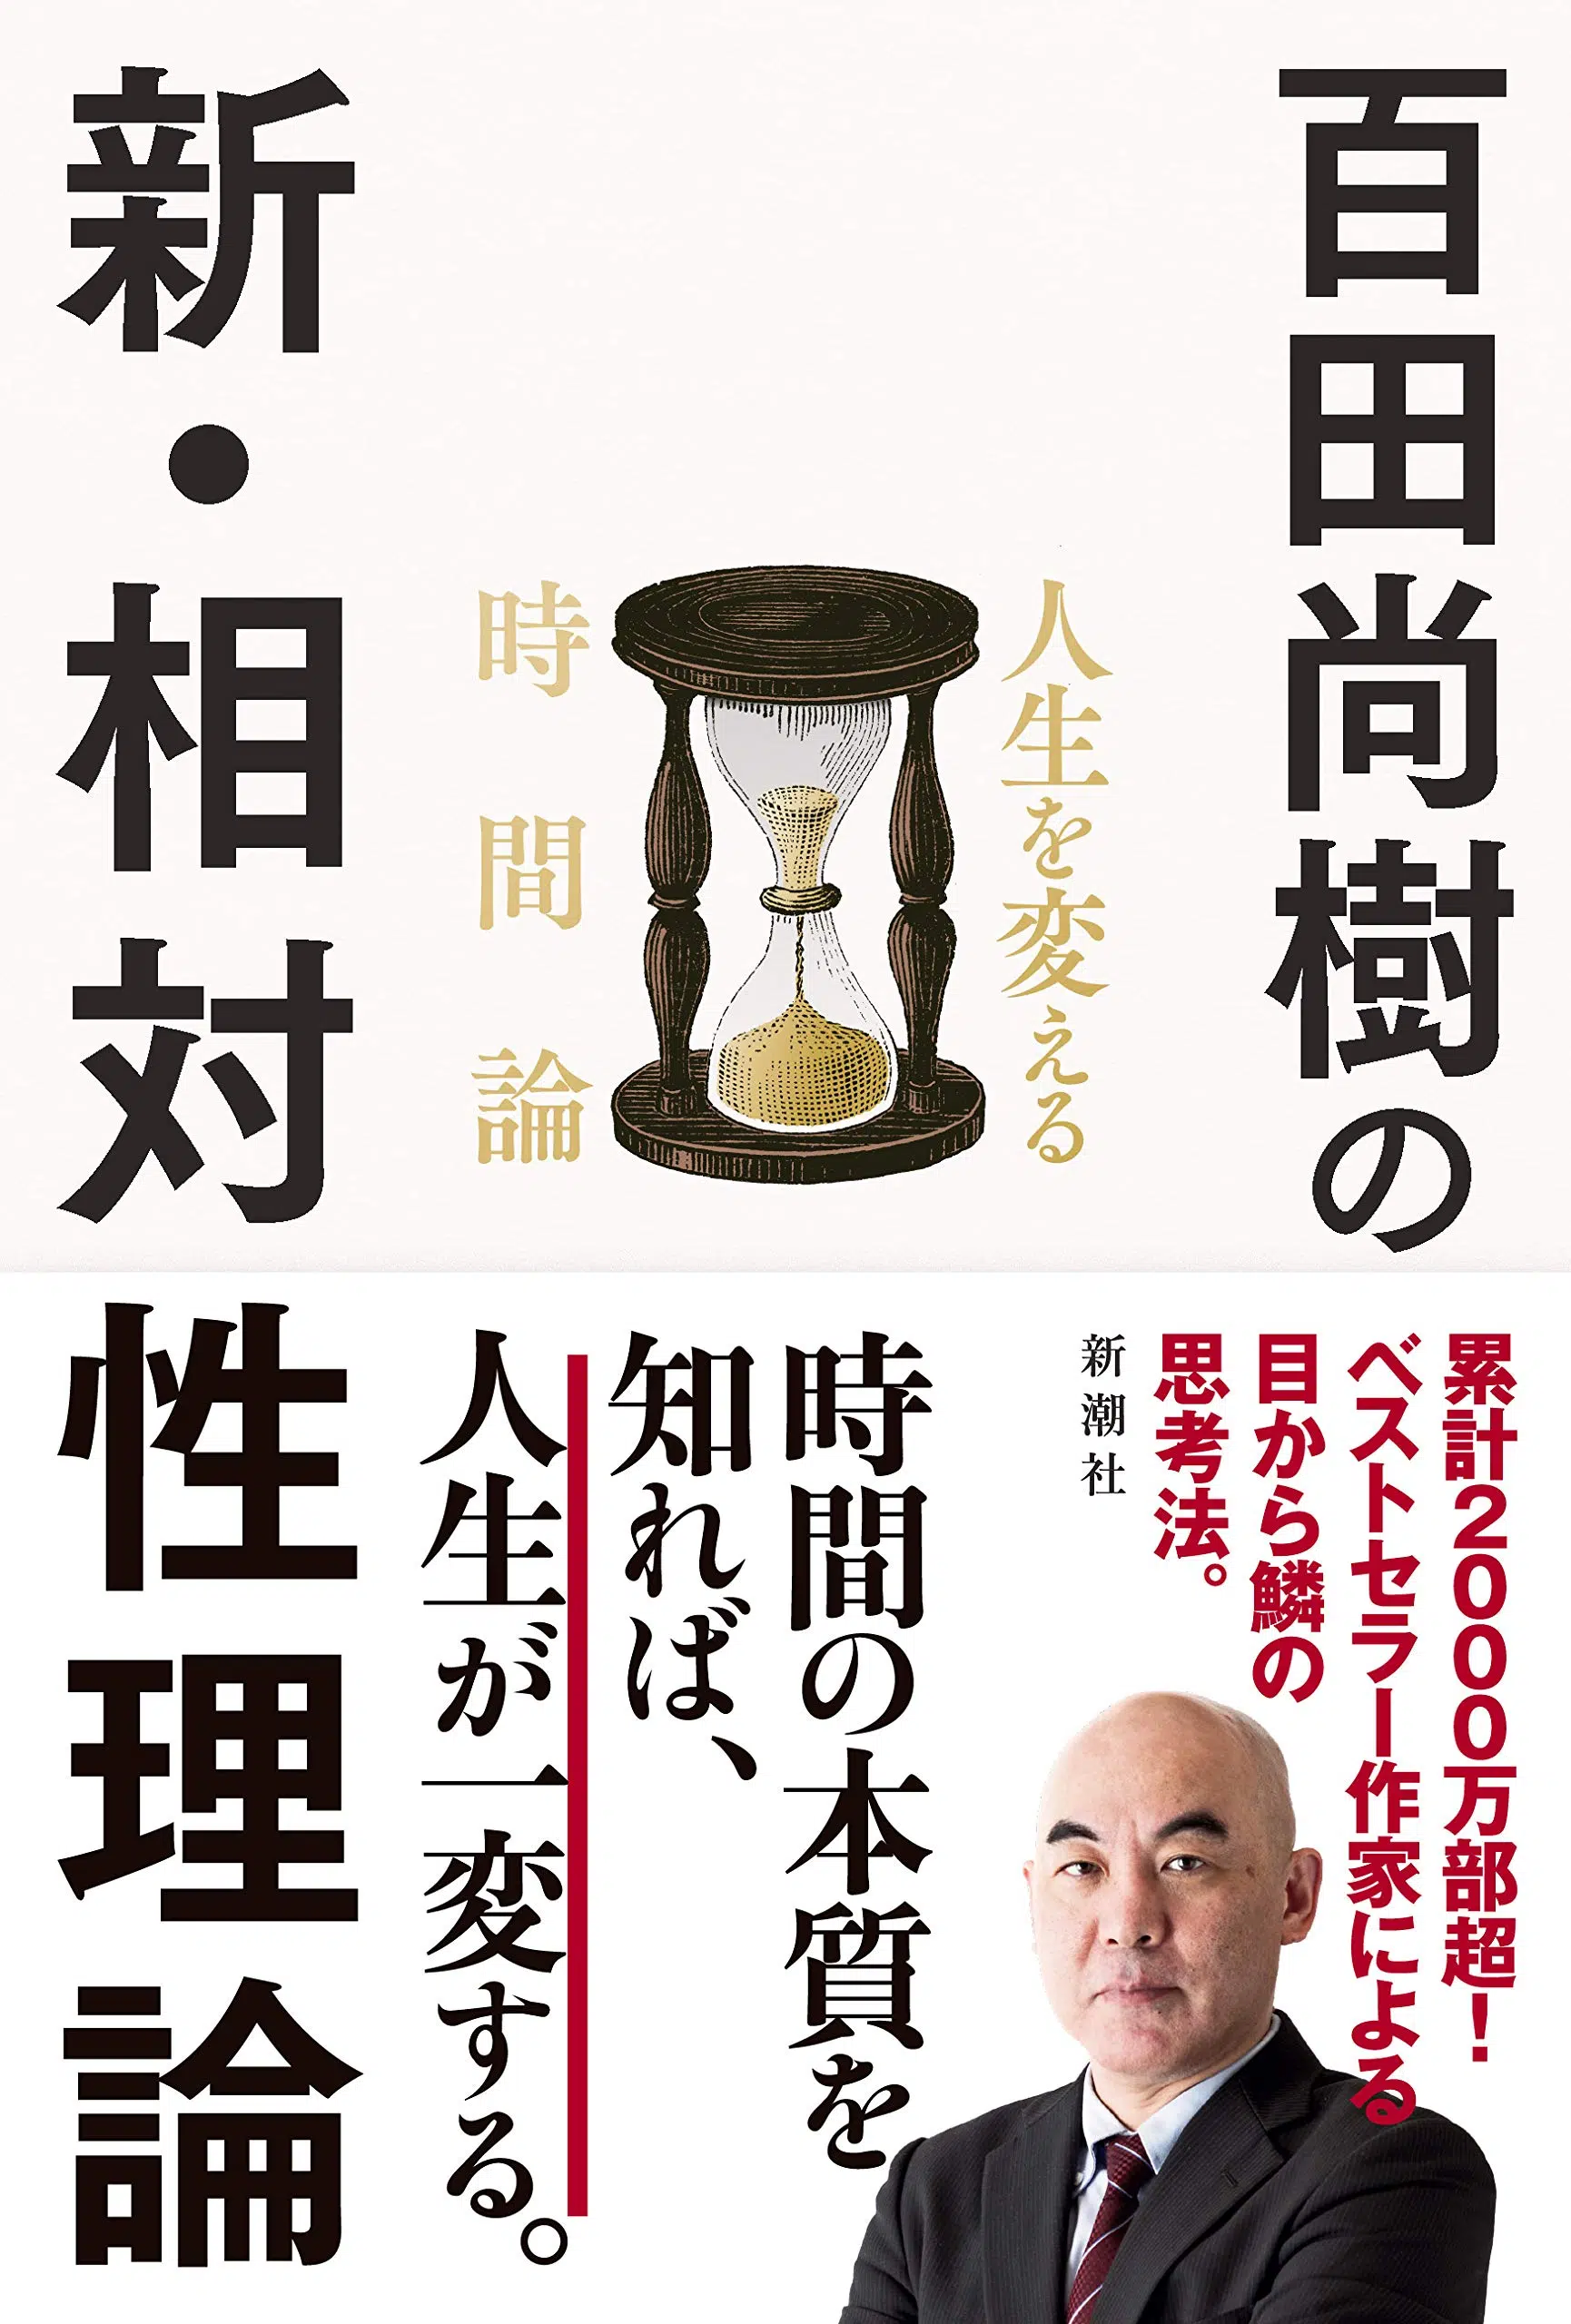 百田尚樹の
新・相対性理論
人生を変える
時間論
累計2000万部超!
ベストセラー作家による
目から鱗の
思考法。
新潮社
時間の本質を
知れば、
人生が一変する。